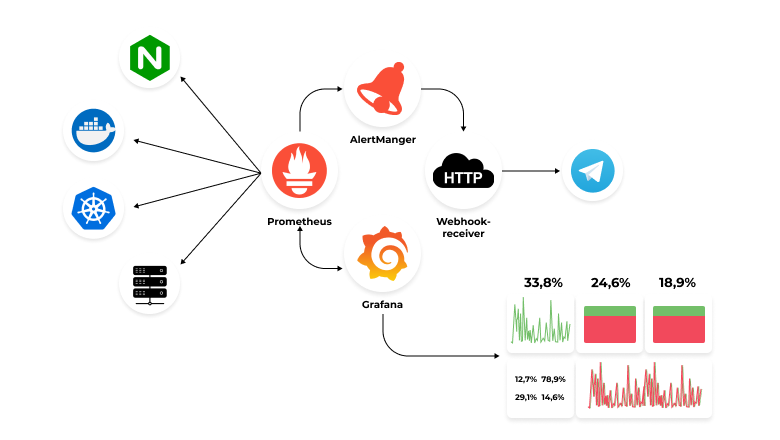 N
AlertManger
HTTP
Prometheus
Webhook-
receiver
Grafana
33,8%
24,6%
18,9%
12,7% 78,9%
29,1% 14,6%